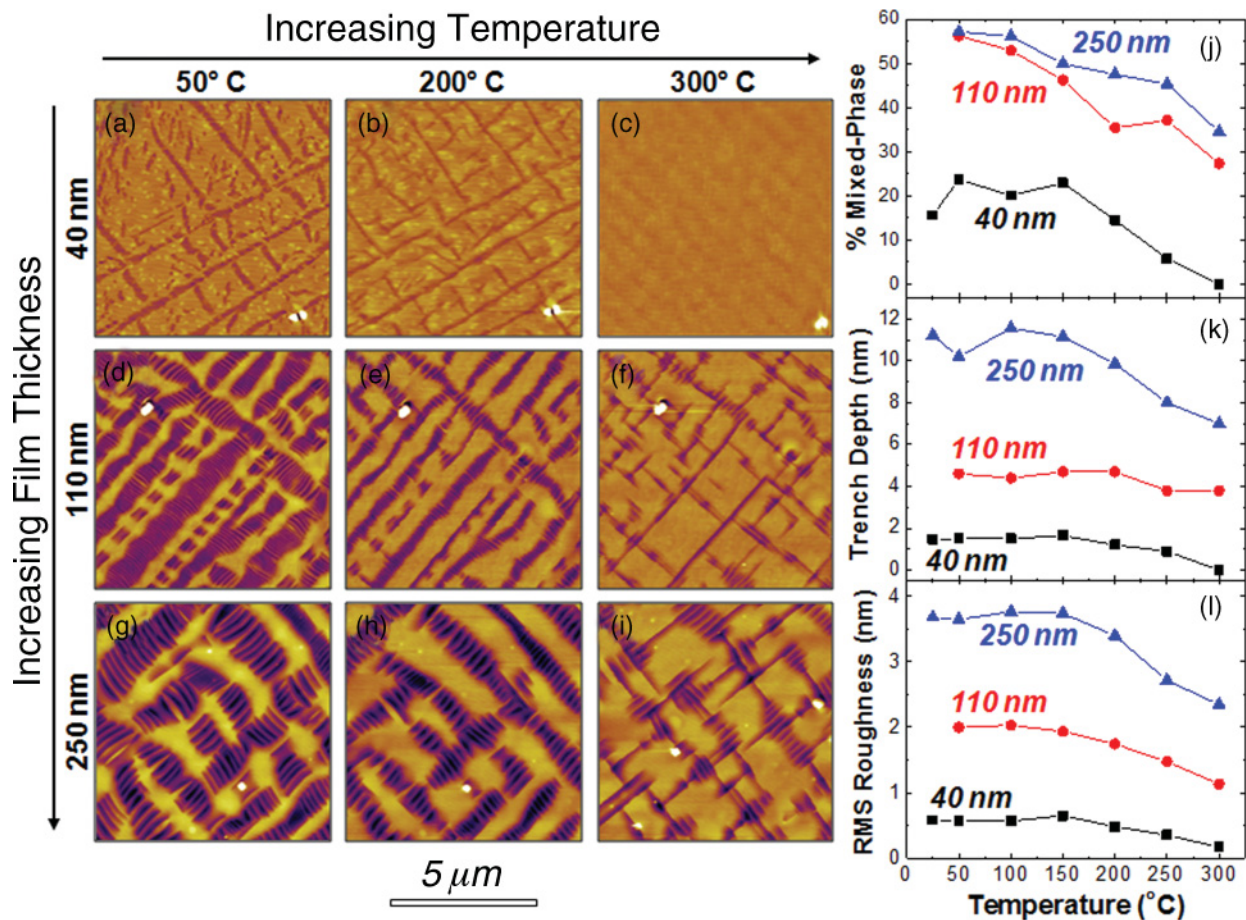 Increasing Temperature
50° C 200° C 300° C
Increasing Film Thickness
40 nm
(a) (b) (c)
110 nm
(d) (e) (f)
250 nm
(g) (h) (i)
5 μm
% Mixed-Phase
60
50
40
30
20
10
0
(j)
250 nm
110 nm
40 nm
Trench Depth (nm)
12
10
8
6
4
2
0
(k)
250 nm
110 nm
40 nm
RMS Roughness (nm)
4
3
2
1
0
(l)
250 nm
110 nm
40 nm
0 50 100 150 200 250 300
Temperature (°C)